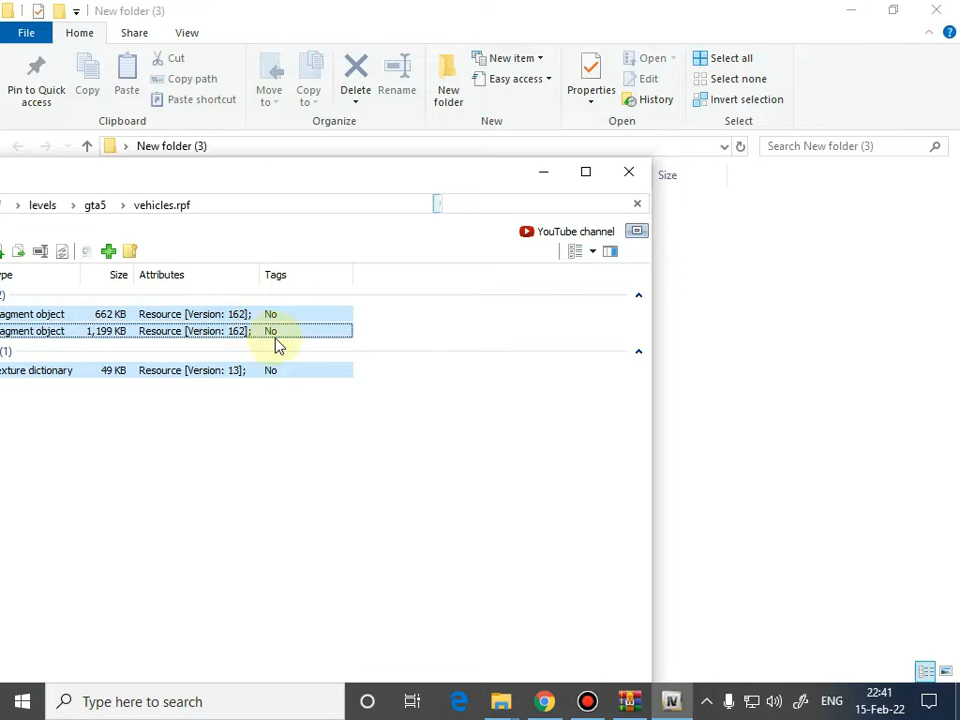 New folder (3)
File Home Share View
Pin to Quick access
Copy
Paste
Cut
Copy path
Paste shortcut
Clipboard
Move to
Copy to
Delete
Rename
Organize
New folder
New item
Easy access
New
Properties
Open
Edit
History
Open
Select all
Select none
Invert selection
Select
New folder (3)
Search New folder (3)
Size
levels gta5 vehicles.rpf
YouTube channel
ype Size Attributes Tags
2)
agment object 662 KB Resource [Version: 162]; No
agment object 1,199 KB Resource [Version: 162]; No
(1)
exture dictionary 49 KB Resource [Version: 13]; No
Type here to search
ENG
22:41
15-Feb-22